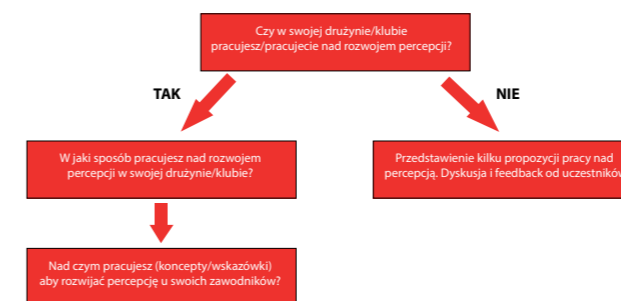 Czy w swojej drużynie/klubie
pracujesz/pracujecie nad rozwojem percepcji?
TAK
NIE
W jaki sposób pracujesz nad rozwojem
percepcji w swojej drużynie/klubie?
Przedstawienie kilku propozycji pracy nad
percepcją. Dyskusja i feedback od uczestników
Nad czym pracujesz (koncepty/wskazówki)
aby rozwijać percepcję u swoich zawodników?